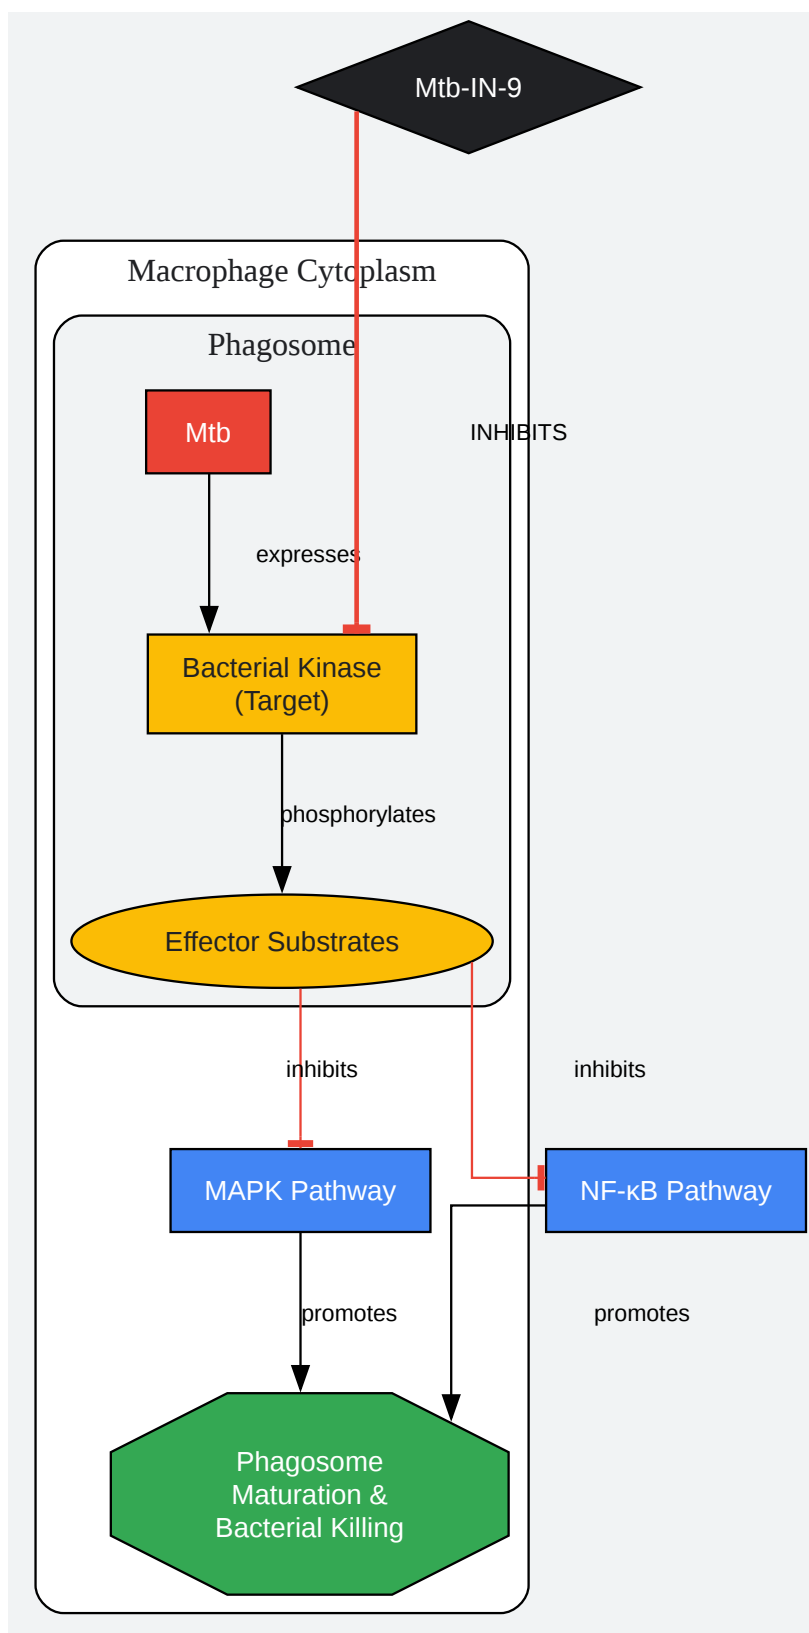 Mtb-IN-9
Macrophage Cytoplasm
Phagosome
Mtb
INHIBITS
expresses
Bacterial Kinase
(Target)
phosphorylates
Effector Substrates
inhibits
inhibits
MAPK Pathway
NF-κB Pathway
promotes
promotes
Phagosome
Maturation &
Bacterial Killing